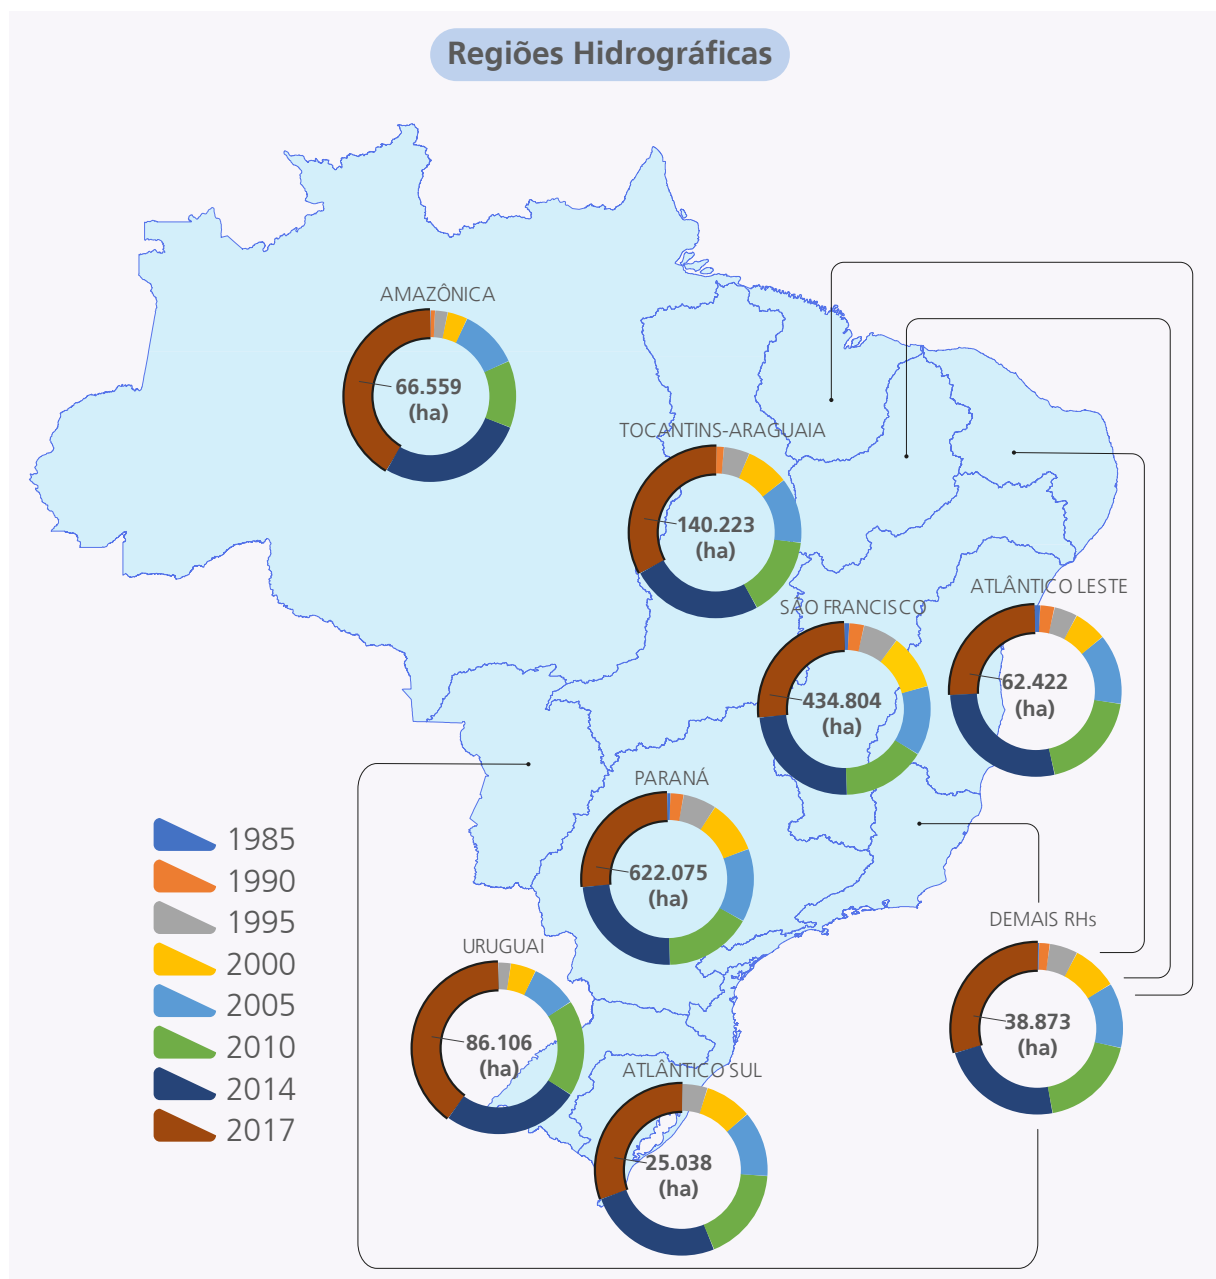 Regiões Hidrográficas
AMAZÔNICA
66.559
(ha)
TOCANTINS-ARAGUAIA
140.223
(ha)
SÃO FRANCISCO
434.804
(ha)
ATLÂNTICO LESTE
62.422
(ha)
PARANÁ
622.075
(ha)
1985
1990
1995
2000
2005
2010
2014
2017
URUGUAI
86.106
(ha)
ATLÂNTICO SUL
25.038
(ha)
DEMAIS RHs
38.873
(ha)